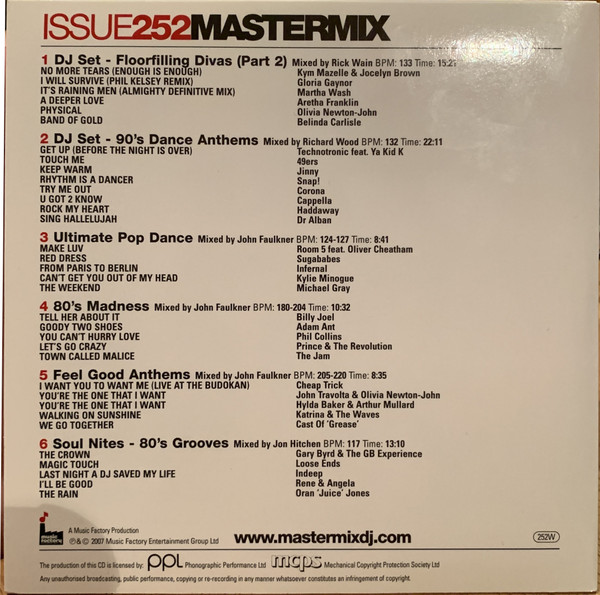 ISSUE252MASTERMIX
1 DJ Set - Floorfilling Divas (Part 2) Mixed by Rick Wain BPM: 133 Time: 15:27
NO MORE TEARS (ENOUGH IS ENOUGH) Kym Mazelle & Jocelyn Brown
I WILL SURVIVE (PHIL KELSEY REMIX) Gloria Gaynor
IT'S RAINING MEN (ALMIGHTY DEFINITIVE MIX) Martha Wash
A DEEPER LOVE Aretha Franklin
PHYSICAL Olivia Newton-John
BAND OF GOLD Belinda Carlisle
2 DJ Set - 90's Dance Anthems Mixed by Richard Wood BPM: 132 Time: 22:11
GET UP (BEFORE THE NIGHT IS OVER) Technotronic feat. Ya Kid K
TOUCH ME 49ers
KEEP WARM Jinny
RHYTHM IS A DANCER Snap!
TRY ME OUT Corona
U GOT 2 KNOW Cappella
ROCK MY HEART Haddaway
SING HALLELUJAH Dr Alban
3 Ultimate Pop Dance Mixed by John Faulkner BPM: 124-127 Time: 8:41
MAKE LUV Room 5 feat. Oliver Cheatham
RED DRESS Sugababes
FROM PARIS TO BERLIN Infernal
CAN'T GET YOU OUT OF MY HEAD Kylie Minogue
THE WEEKEND Michael Gray
4 80's Madness Mixed by John Faulkner BPM: 180-204 Time: 10:32
TELL HER ABOUT IT Billy Joel
GOODY TWO SHOES Adam Ant
YOU CAN'T HURRY LOVE Phil Collins
LET'S GO CRAZY Prince & The Revolution
TOWN CALLED MALICE The Jam
5 Feel Good Anthems Mixed by John Faulkner BPM: 205-220 Time: 8:35
I WANT YOU TO WANT ME (LIVE AT THE BUDOKAN) Cheap Trick
YOU'RE THE ONE THAT I WANT John Travolta & Olivia Newton-John
YOU'RE THE ONE THAT I WANT Hylda Baker & Arthur Mullard
WALKING ON SUNSHINE Katrina & The Waves
WE GO TOGETHER Cast Of 'Grease'
6 Soul Nites - 80's Grooves Mixed by Jon Hitchen BPM: 117 Time: 13:10
THE CROWN Gary Byrd & The GB Experience
MAGIC TOUCH Loose Ends
LAST NIGHT A DJ SAVED MY LIFE Indeep
I'LL BE GOOD Rene & Angela
THE RAIN Oran 'Juice' Jones
music factory
A Music Factory Production
℗&© 2007 Music Factory Entertainment Group Ltd
www.mastermixdj.com
252W
The production of this CD is licensed by: ppl Phonographic Performance Ltd mcps Mechanical Copyright Protection Society Ltd
Any unauthorised broadcasting, public performance, copying or re-recording in any manner whatsoever constitutes an infringement of copyright.